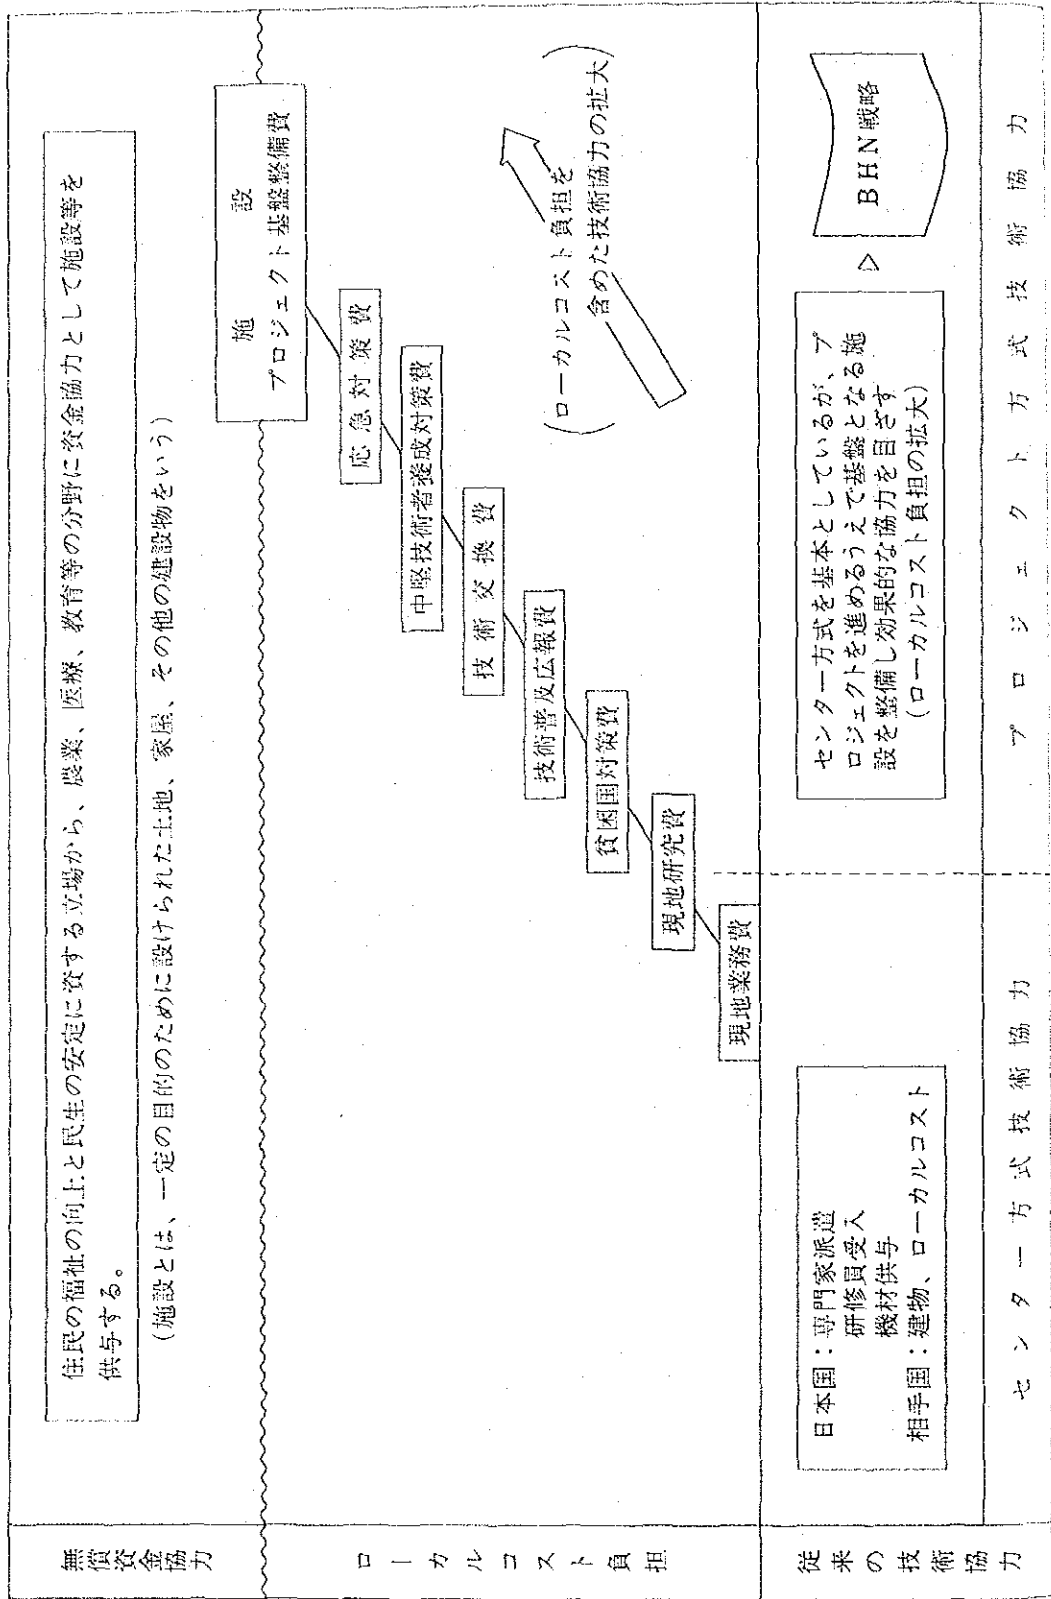 無償資金協力
住民の福祉の向上と民生の安定に資する立場から、農業、医療、教育等の分野に資金協力として施設等を
供与する。
(施設とは、一定の目的のために設けられた土地、家屋、その他の建設物をいう)
ローカルコスト負担
施設
プロジェクト基盤整備費
応急対策費
中堅技術者養成対策費
技術交換費
技術普及広報費
貧困国対策費
現地研究費
現地業務費
(ローカルコスト負担を
含めた技術協力の拡大)
従来の技術協力
日本国:専門家派遣
研修員受入
機材供与
相手国:建物、ローカルコスト
センター方式を基本としているが、プ
ロジェクトを進めるうえで基盤となる施
設を整備し効果的な協力を目ざす
(ローカルコスト負担の拡大)
▷
BHN戦略
センター方式技術協力
プロジェクト方式技術協力